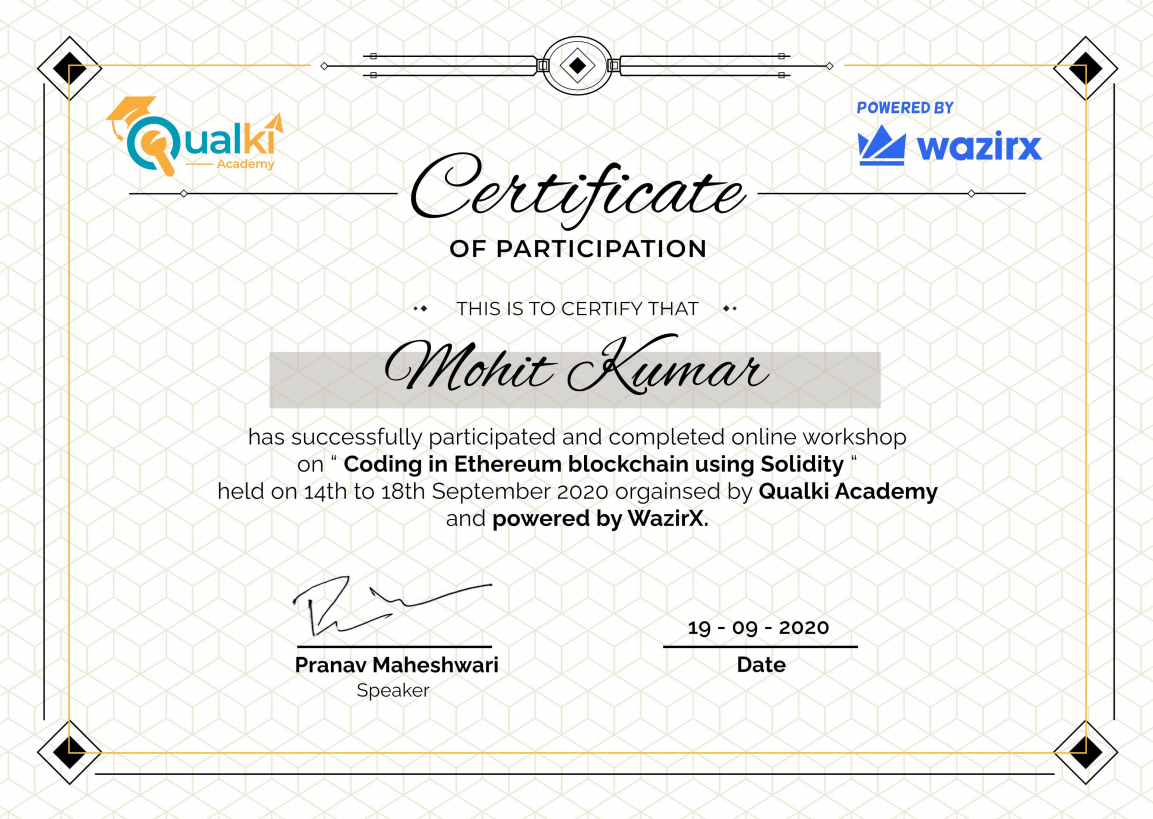 Qualki
Academy
POWERED BY
wazirx
Certificate
OF PARTICIPATION
THIS IS TO CERTIFY THAT
Mohit Kumar
has successfully participated and completed online workshop
on “ Coding in Ethereum blockchain using Solidity “
held on 14th to 18th September 2020 orgainsed by Qualki Academy
and powered by WazirX.
19 - 09 - 2020
Pranav Maheshwari
Date
Speaker